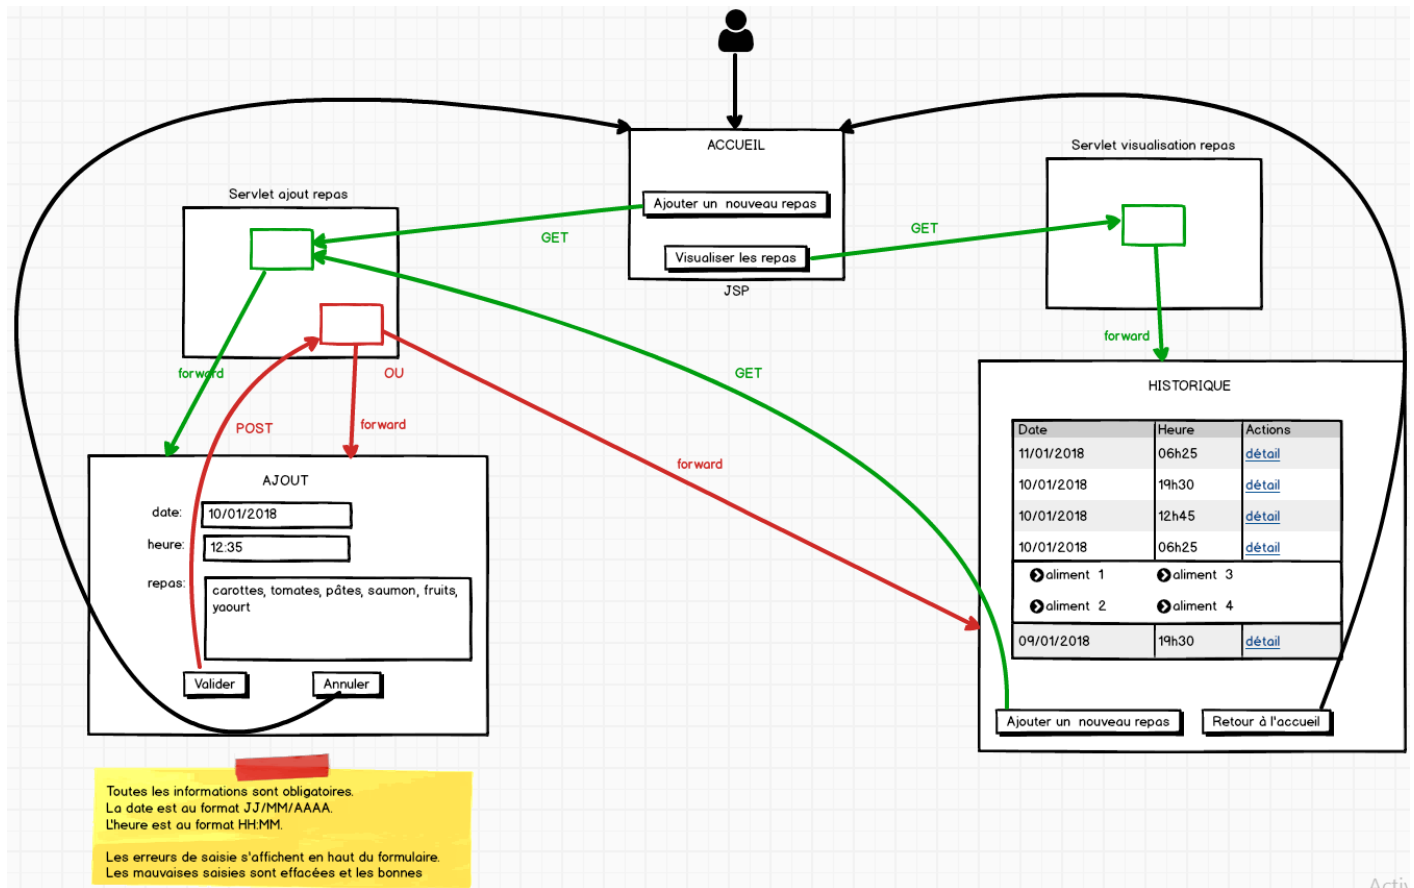 ACCUEIL
Ajouter un nouveau repas
Visualiser les repas
JSP
Servlet visualisation repas
Servlet ajout repas
GET
GET
forward
forward
OU
POST
forward
GET
forward
AJOUT
date:
10/01/2018
heure:
12:35
repas:
carottes, tomates, pâtes, saumon, fruits,
yaourt
Valider
Annuler
HISTORIQUE
Date Heure Actions
11/01/2018 06h25 détail
10/01/2018 19h30 détail
10/01/2018 12h45 détail
10/01/2018 06h25 détail
aliment 1 aliment 3
aliment 2 aliment 4
09/01/2018 19h30 détail
Ajouter un nouveau repas
Retour à l'accueil
Toutes les informations sont obligatoires.
La date est au format JJ/MM/AAAA.
L'heure est au format HH:MM.
Les erreurs de saisie s'affichent en haut du formulaire.
Les mauvaises saisies sont effacées et les bonnes